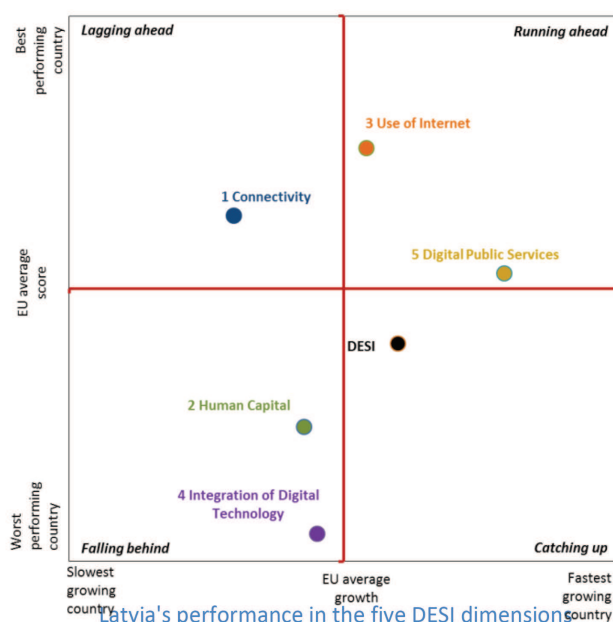 Best
performing
country
Lagging ahead
Running ahead
3 Use of Internet
1 Connectivity
5 Digital Public Services
EU average
score
DESI
2 Human Capital
4 Integration of Digital
Technology
Worst
performing
country
Falling behind
Catching up
Slowest
growing
country
EU average
growth
Fastest
growing
country
Latvia's performance in the five DESI dimensions